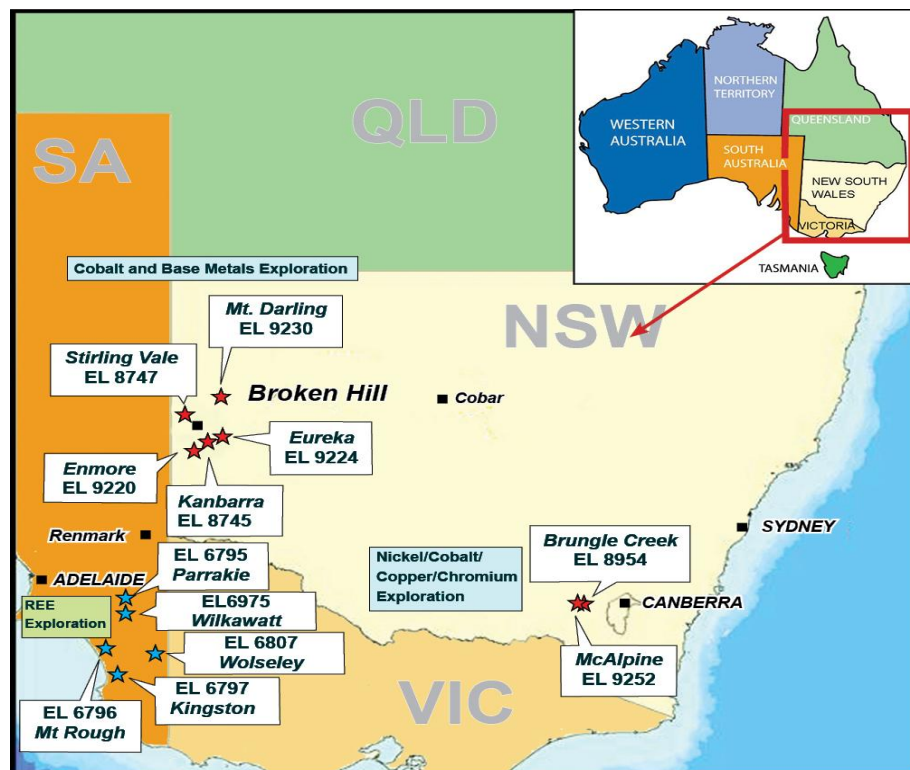 QLD
SA
NSW
VIC
WESTERN
AUSTRALIA
NORTHERN
TERRITORY
QUEENSLAND
SOUTH
AUSTRALIA
NEW SOUTH
WALES
VICTORIA
TASMANIA
Cobalt and Base Metals Exploration
Mt. Darling
EL 9230
Stirling Vale
EL 8747
Broken Hill
Cobar
Eureka
EL 9224
Enmore
EL 9220
Kanbarra
EL 8745
Renmark
ADELAIDE
REE
Exploration
EL 6795
Parrakie
EL6975
Wilkawatt
EL 6807
Wolseley
EL 6797
Kingston
EL 6796
Mt Rough
Nickel/Cobalt/
Copper/Chromium
Exploration
Brungle Creek
EL 8954
SYDNEY
CANBERRA
McAlpine
EL 9252